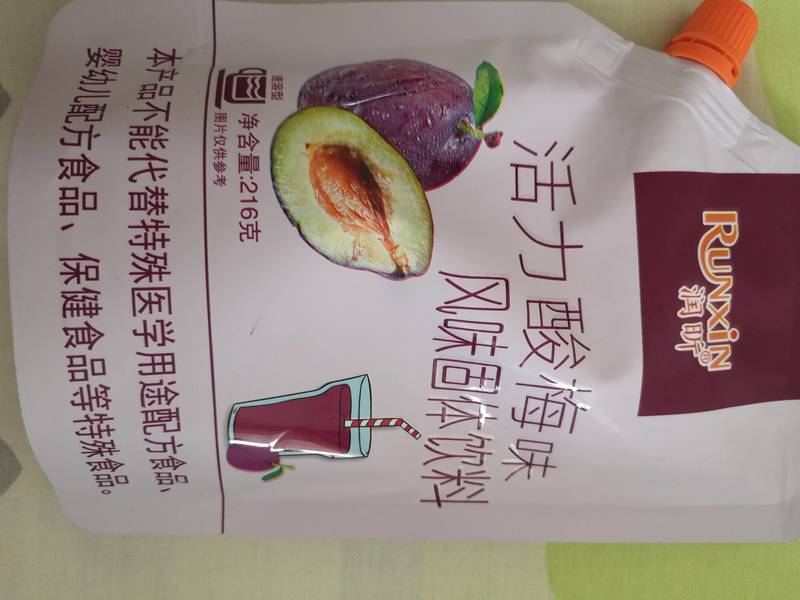 RUNXIN
润昕®
活力酸梅味
风味固体饮料
速溶型
净含量:216克
图片仅供参考
本产品不能代替特殊医学用途配方食品、
婴幼儿配方食品、保健食品等特殊食品。